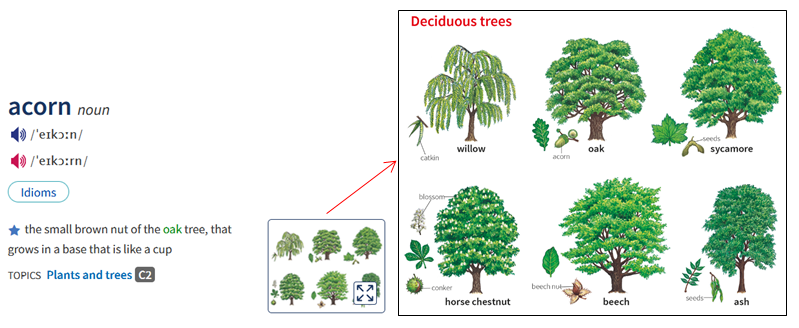 acorn noun
/ˈeɪkɔːn/
/ˈeɪkɔːrn/
Idioms
the small brown nut of the oak tree, that
grows in a base that is like a cup
TOPICS Plants and trees C2
Deciduous trees
catkin
willow
acorn
oak
seeds
sycamore
blossom
conker
horse chestnut
beech nut
beech
seeds
ash